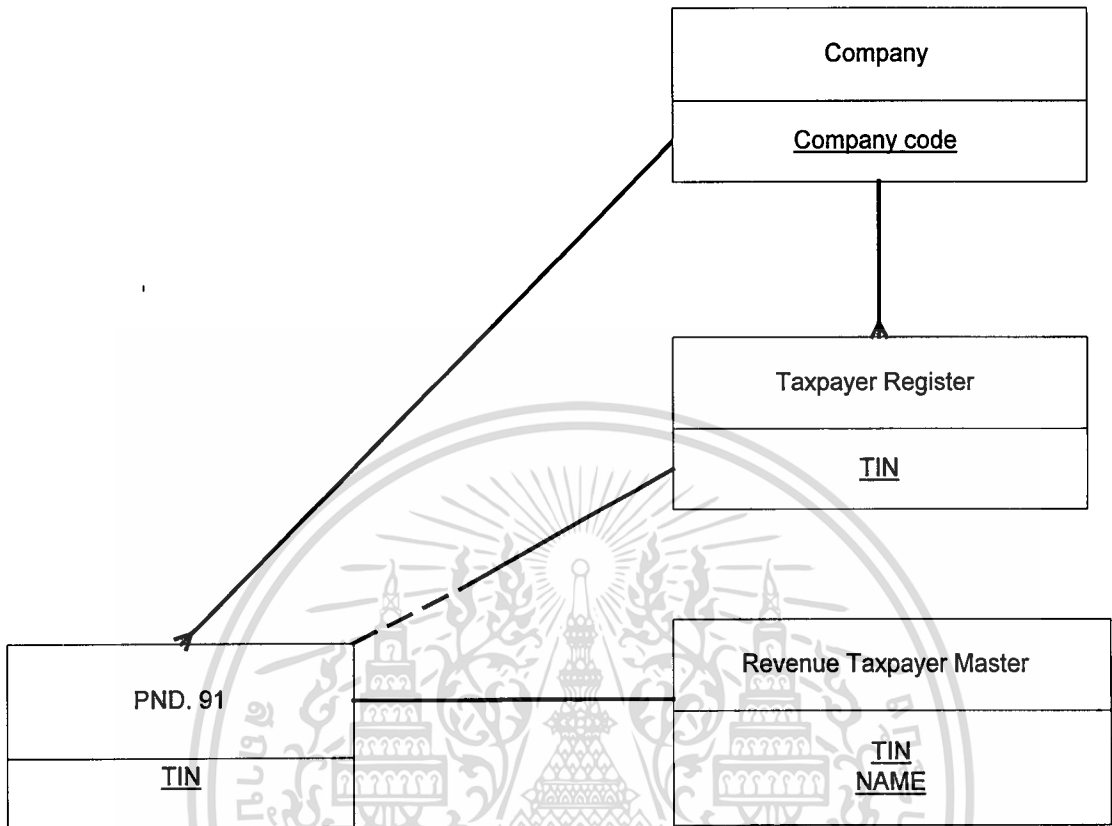 Company
Company code
Taxpayer Register
TIN
Revenue Taxpayer Master
TIN
NAME
PND. 91
TIN